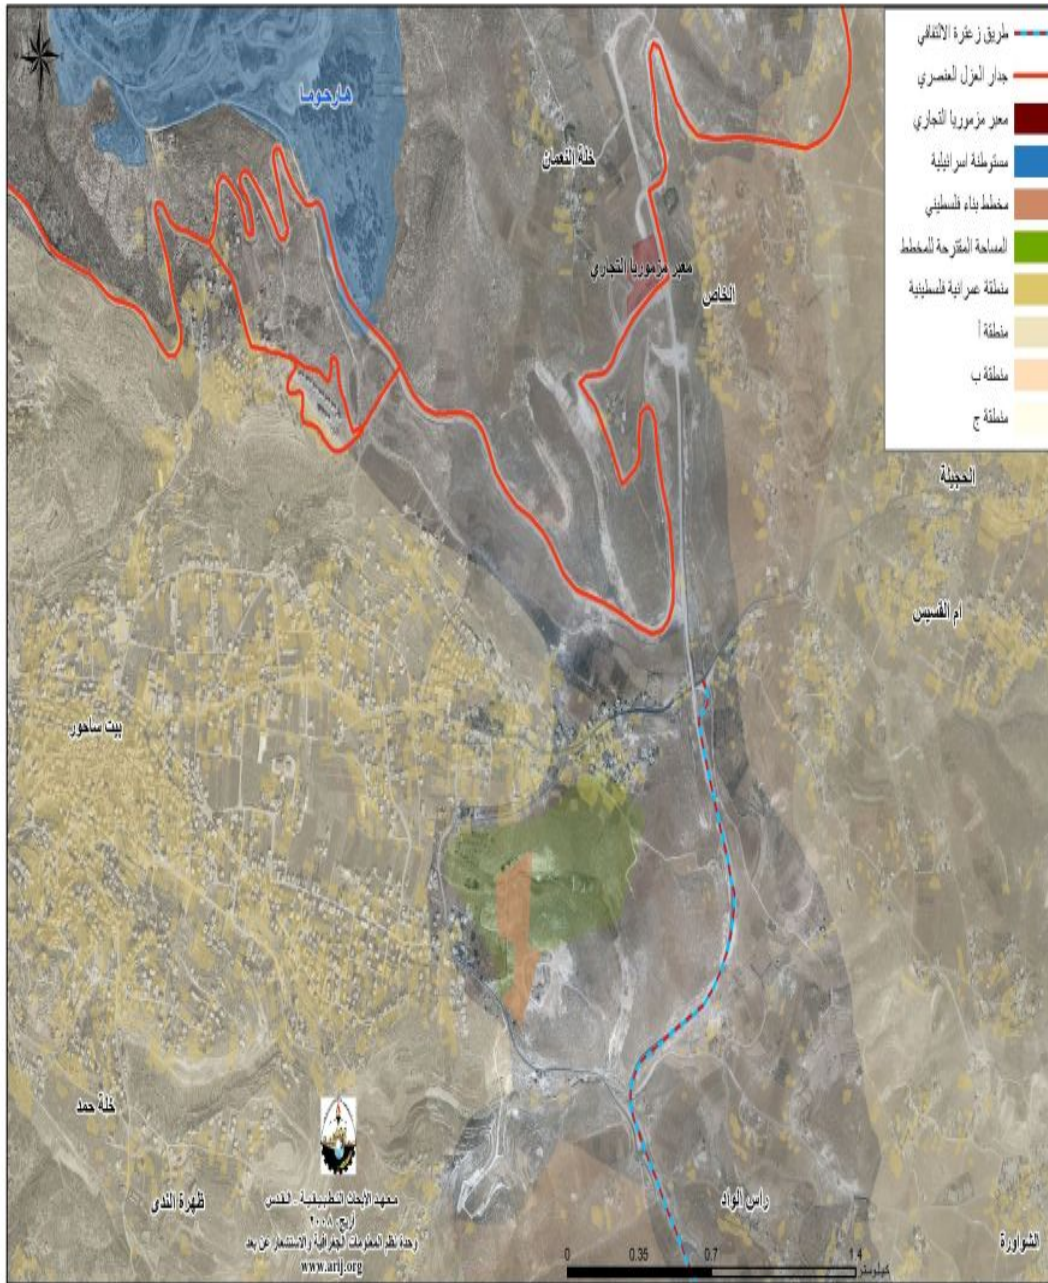 طريق زعترة الالتفافي
جدار العزل العنصري
معبر مزموريا التجاري
مستوطنة اسرائيلية
مخطط بناء فلسطيني
المساحة المقترحة للمخطط
منطقة عمرانية فلسطينية
منطقة أ
منطقة ب
منطقة ج
هارحوما
خلة النعمان
معبر مزموريا التجاري
الخاص
ام القسيس
بيت ساحور
خلة حمد
ظهرة الندى
راس الواد
الشواورة
معهد الأبحاث التطبيقية - القدس
أريج، ٢٠٠٨
وحدة نظم المعلومات الجغرافية والاستشعار عن بعد
www.arij.org
0 0.35 0.7 1.4
كيلومتر